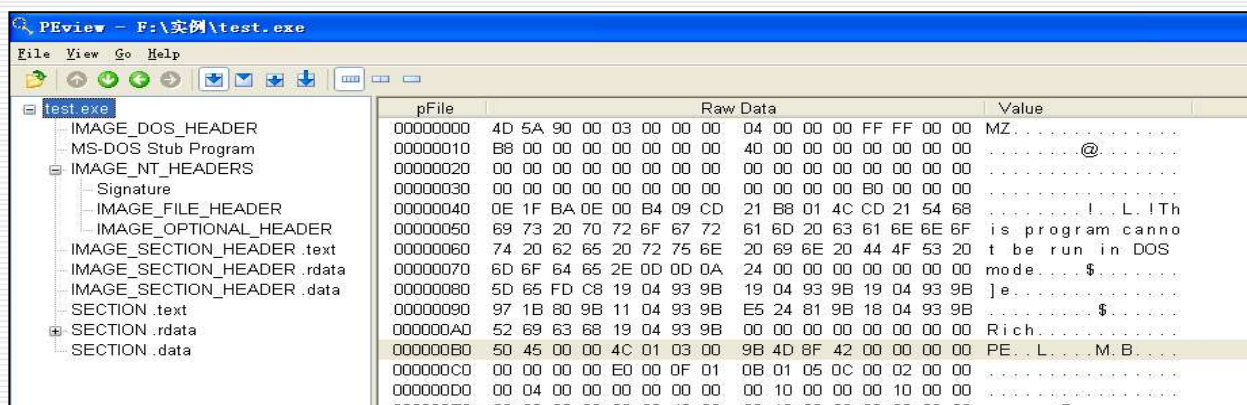 PEview - F:\实例\test.exe
File View Go Help
pFile Raw Data Value
test.exe
IMAGE_DOS_HEADER
MS-DOS Stub Program
IMAGE_NT_HEADERS
Signature
IMAGE_FILE_HEADER
IMAGE_OPTIONAL_HEADER
IMAGE_SECTION_HEADER .text
IMAGE_SECTION_HEADER .rdata
IMAGE_SECTION_HEADER .data
SECTION .text
SECTION .rdata
SECTION .data
00000000 4D 5A 90 00 03 00 00 00 04 00 00 00 FF FF 00 00 MZ..............
00000010 B8 00 00 00 00 00 00 00 40 00 00 00 00 00 00 00 ........@.......
00000020 00 00 00 00 00 00 00 00 00 00 00 00 00 00 00 00 ................
00000030 00 00 00 00 00 00 00 00 00 00 00 00 B0 00 00 00 ................
00000040 0E 1F BA 0E 00 B4 09 CD 21 B8 01 4C CD 21 54 68 ........!..L.!Th
00000050 69 73 20 70 72 6F 67 72 61 6D 20 63 61 6E 6E 6F is program canno
00000060 74 20 62 65 20 72 75 6E 20 69 6E 20 44 4F 53 20 t be run in DOS
00000070 6D 6F 64 65 2E 0D 0D 0A 24 00 00 00 00 00 00 00 mode....$.......
00000080 5D 65 FD C8 19 04 93 9B 19 04 93 9B 19 04 93 9B ]e..............
00000090 97 1B 80 9B 11 04 93 9B E5 24 81 9B 18 04 93 9B .........$......
000000A0 52 69 63 68 19 04 93 9B 00 00 00 00 00 00 00 00 Rich............
000000B0 50 45 00 00 4C 01 03 00 9B 4D 8F 42 00 00 00 00 PE..L....M.B....
000000C0 00 00 00 00 E0 00 0F 01 0B 01 05 0C 00 02 00 00 ................
000000D0 00 04 00 00 00 00 00 00 00 10 00 00 00 10 00 00 ................